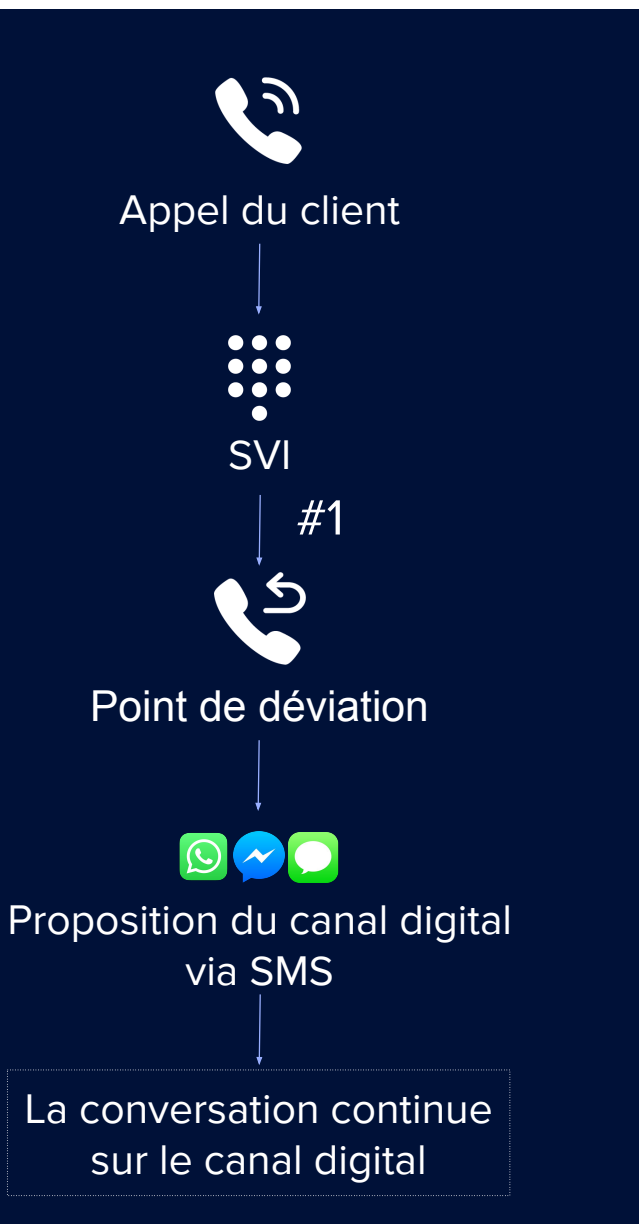 Appel du client
SVI
#1
Point de déviation
Proposition du canal digital
via SMS
La conversation continue
sur le canal digital